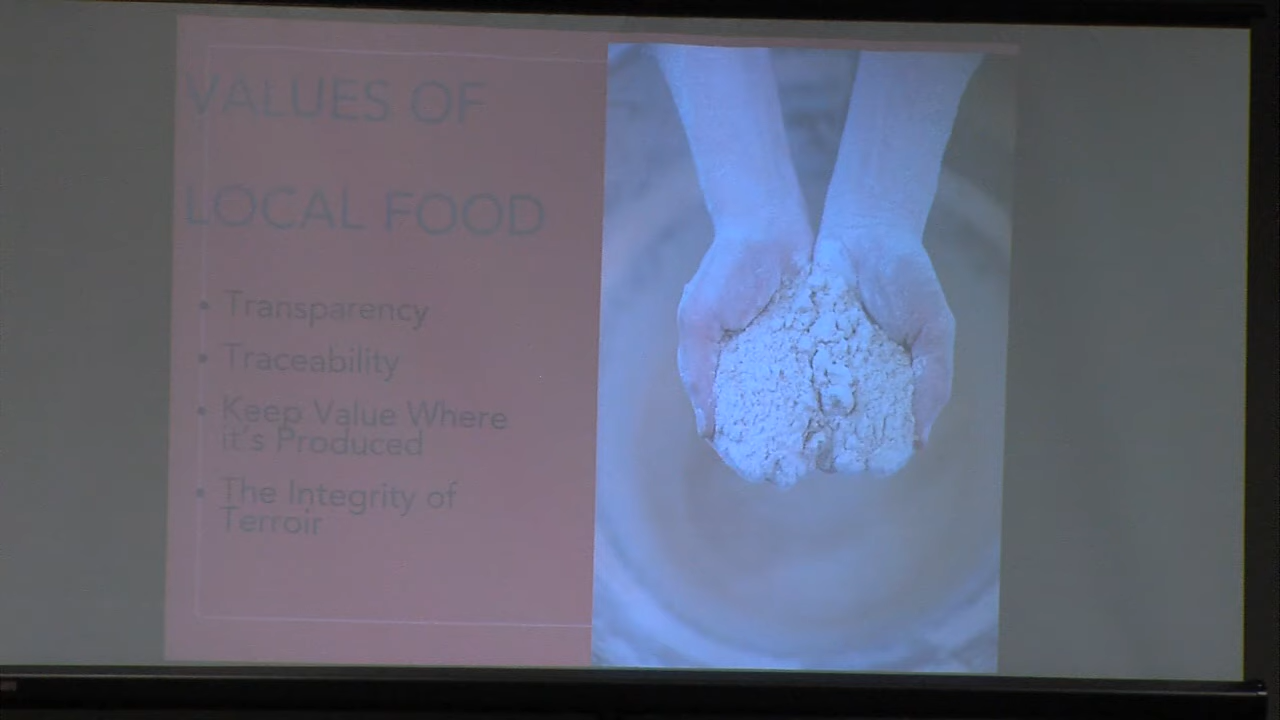 VALUES OF
LOCAL FOOD
• Transparency
• Traceability
• Keep Value Where
it's Produced
• The Integrity of
Terroir